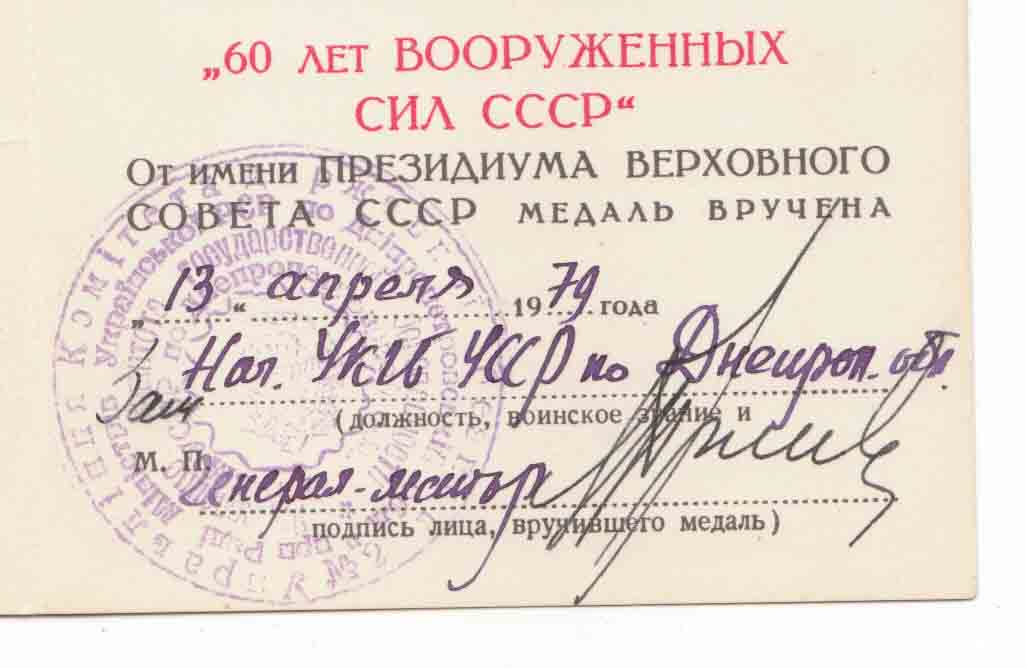 „60 ЛЕТ ВООРУЖЕННЫХ
СИЛ СССР“
ОТ ИМЕНИ ПРЕЗИДИУМА ВЕРХОВНОГО
СОВЕТА СССР МЕДАЛЬ ВРУЧЕНА
„13“ апреля 1979 года
Зам Нач. УКГБ УССР по Днепроп. обл.
(должность, воинское звание и
М. П. генерал-майор
подпись лица, вручившего медаль)